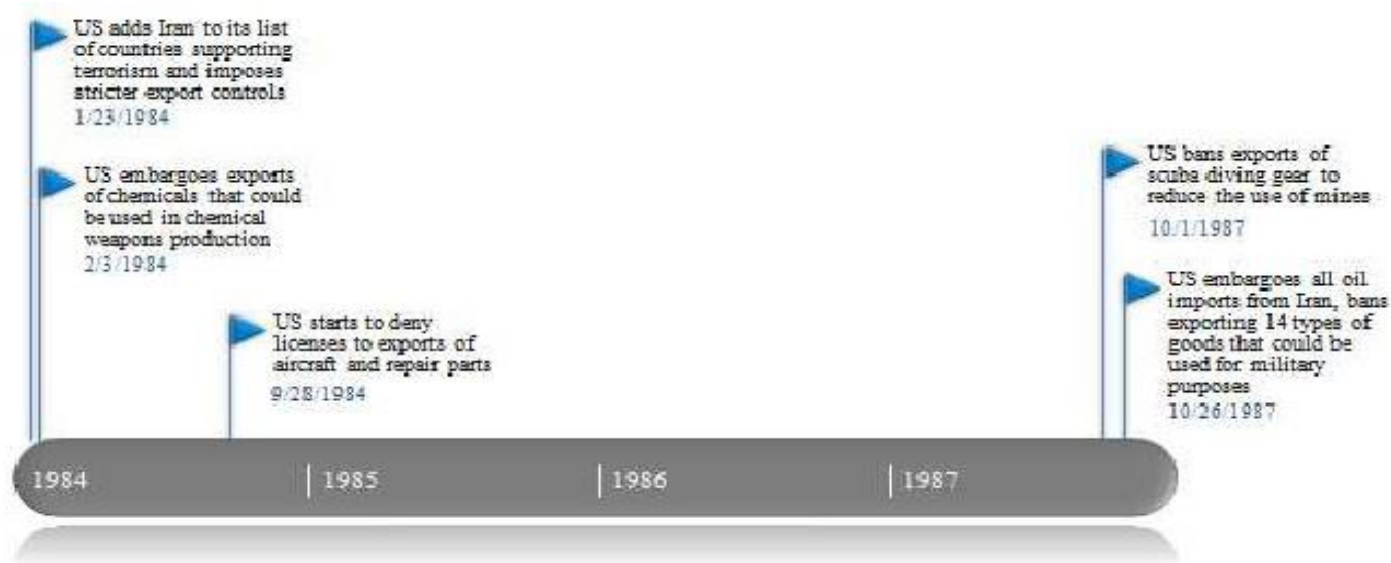 US adds Iran to its list
of countries supporting
terrorism and imposes
stricter export controls
1/23/1984
US embargoes exports
of chemicals that could
be used in chemical
weapons production
2/3/1984
US starts to deny
licenses to exports of
aircraft and repair parts
9/28/1984
US bans exports of
scuba diving gear to
reduce the use of mines
10/1/1987
US embargoes all oil
imports from Iran, bans
exporting 14 types of
goods that could be
used for military
purposes
10/26/1987
1984
1985
1986
1987